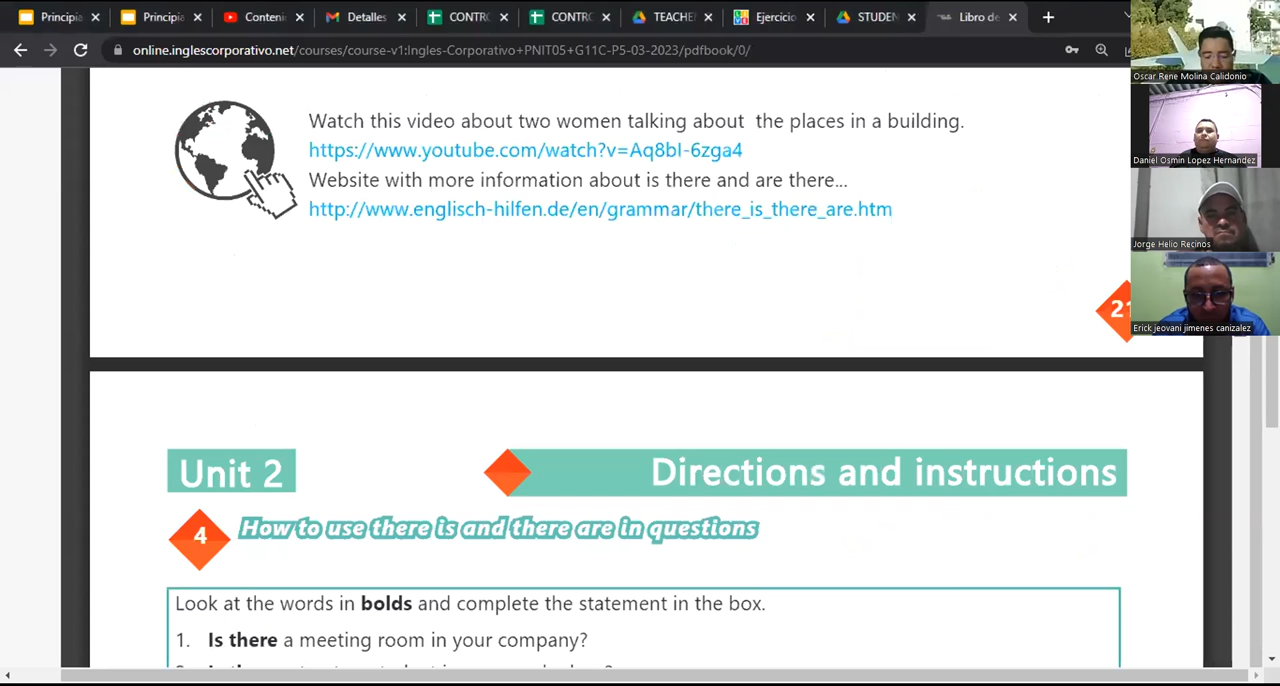 Principia
Principia
Conteni
Detalles
CONTRO
CONTRO
TEACHE
Ejercicio
STUDEN
Libro de
online.inglescorporativo.net/courses/course-v1:Ingles-Corporativo+PNIT05+G11C-P5-03-2023/pdfbook/0/
Oscar Rene Molina Calidonio
Daniel Osmin Lopez Hernandez
Jorge Helio Recinos
Erick jeovani jimenes canizalez
Watch this video about two women talking about the places in a building.
https://www.youtube.com/watch?v=Aq8bI-6zga4
Website with more information about is there and are there...
http://www.englisch-hilfen.de/en/grammar/there_is_there_are.htm
21
Unit 2
Directions and instructions
4
How to use there is and there are in questions
Look at the words in bolds and complete the statement in the box.
1. Is there a meeting room in your company?